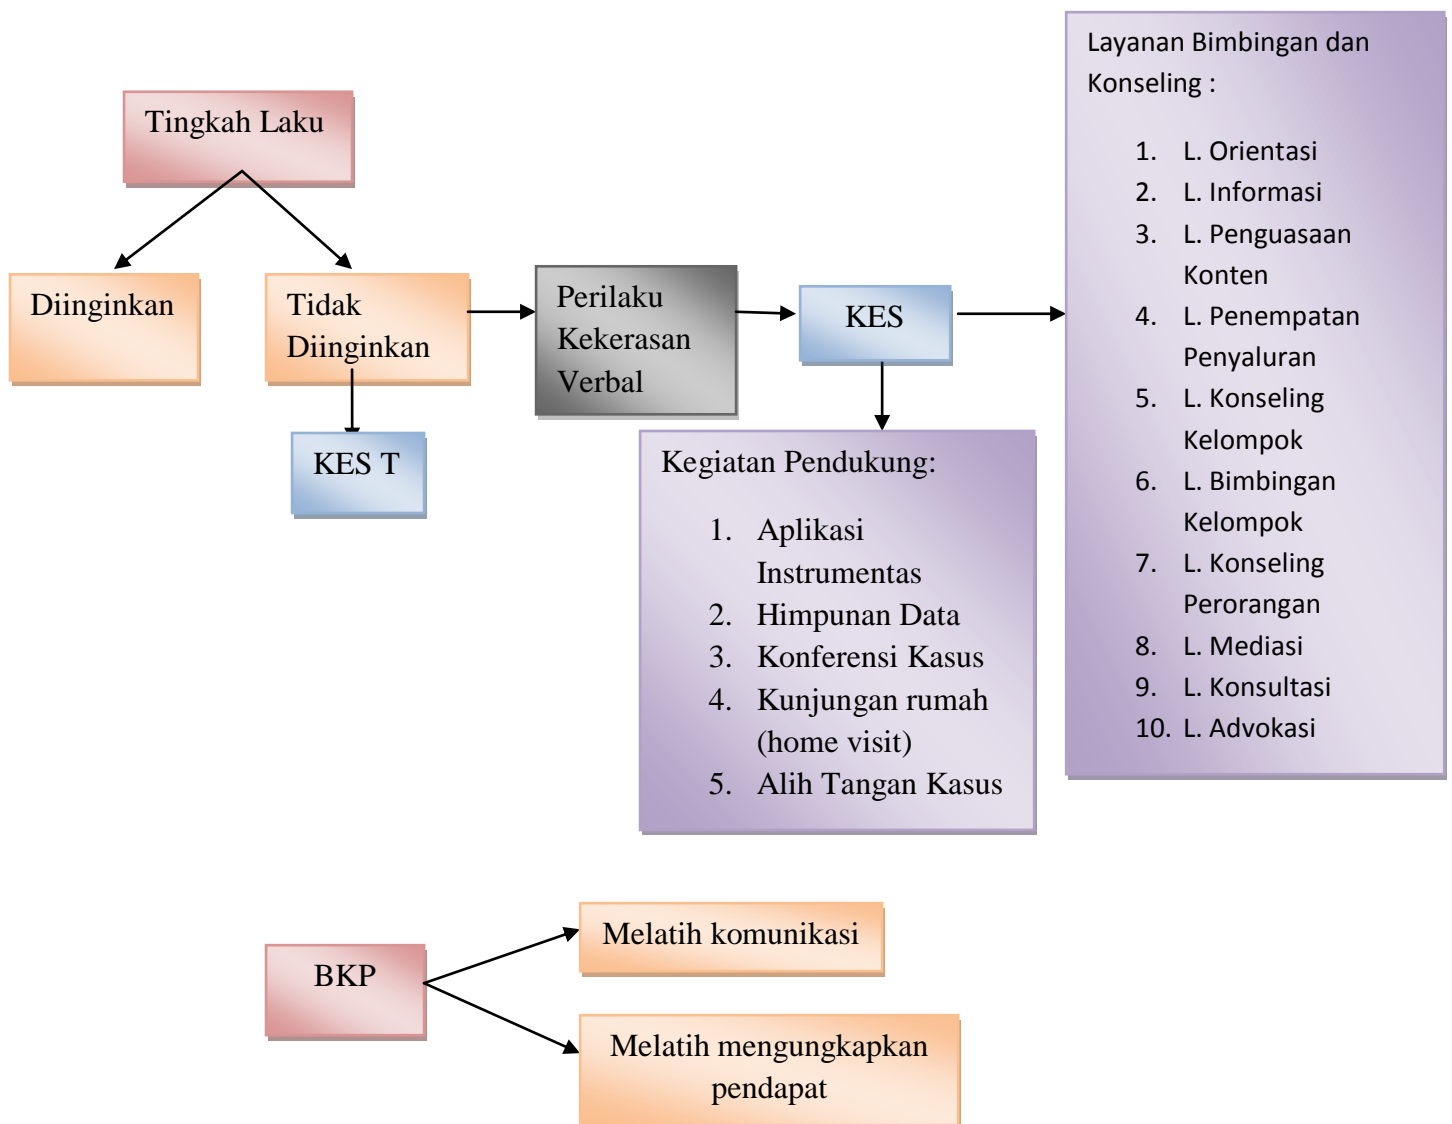 Tingkah Laku
Diinginkan
Tidak
Diinginkan
KES T
Perilaku
Kekerasan
Verbal
KES
Kegiatan Pendukung:
1. Aplikasi
Instrumentas
2. Himpunan Data
3. Konferensi Kasus
4. Kunjungan rumah
(home visit)
5. Alih Tangan Kasus
Layanan Bimbingan dan
Konseling :
1. L. Orientasi
2. L. Informasi
3. L. Penguasaan
Konten
4. L. Penempatan
Penyaluran
5. L. Konseling
Kelompok
6. L. Bimbingan
Kelompok
7. L. Konseling
Perorangan
8. L. Mediasi
9. L. Konsultasi
10. L. Advokasi
BKP
Melatih komunikasi
Melatih mengungkapkan
pendapat